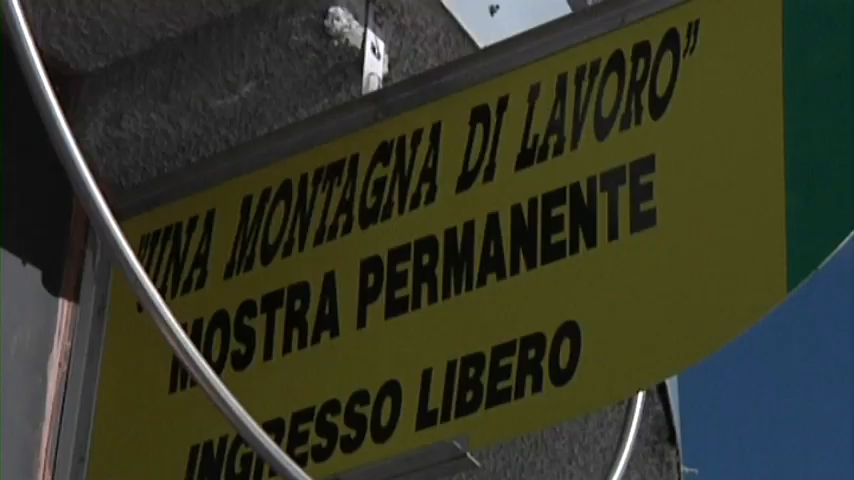 "UNA MONTAGNA DI LAVORO"
MOSTRA PERMANENTE
INGRESSO LIBERO